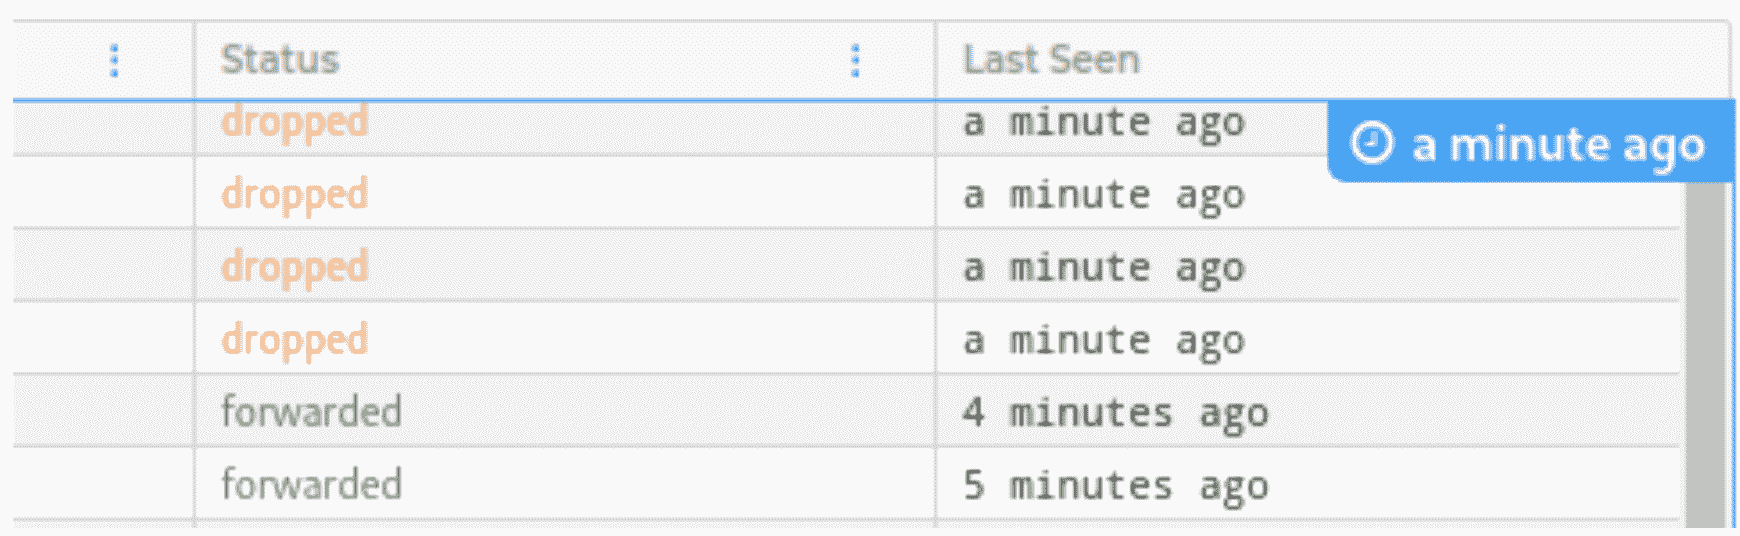 Status Last Seen
dropped a minute ago a minute ago
dropped a minute ago
dropped a minute ago
dropped a minute ago
forwarded 4 minutes ago
forwarded 5 minutes ago